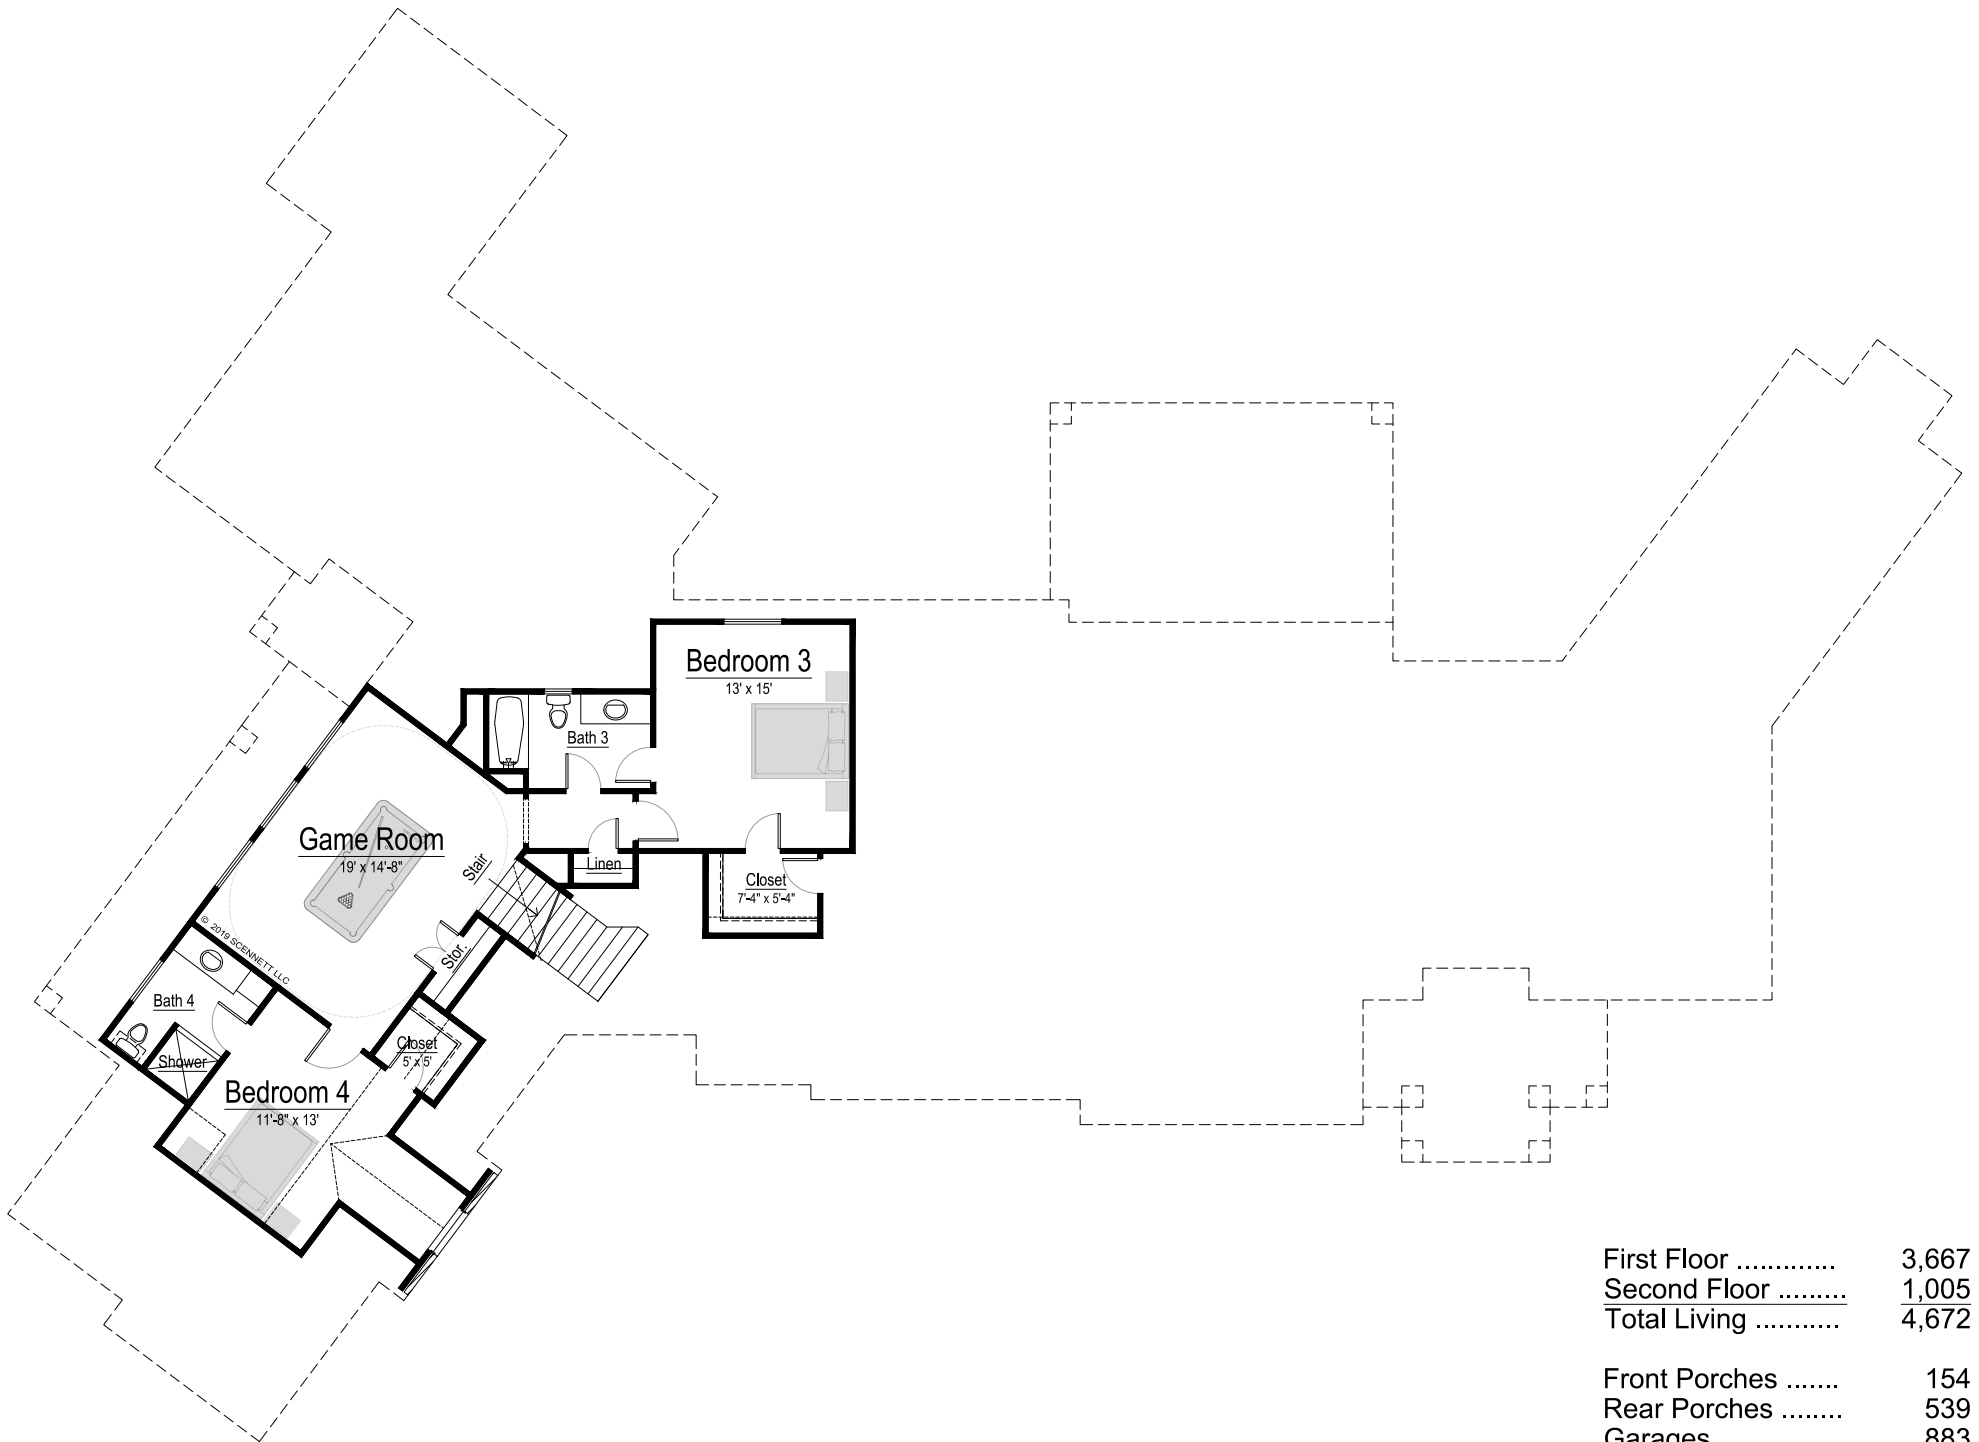 Bedroom 3
13' x 15'
Bath 3
Game Room
19' x 14'-8"
Stair
Linen
Closet
7'-4" x 5'-4"
© 2019 SCENNETT LLC
Stor.
Bath 4
Closet
5' x 5'
Shower
Bedroom 4
11'-8" x 13'
First Floor ............. 3,667
Second Floor ......... 1,005
Total Living ........... 4,672
Front Porches ....... 154
Rear Porches ........ 539
Garages 883